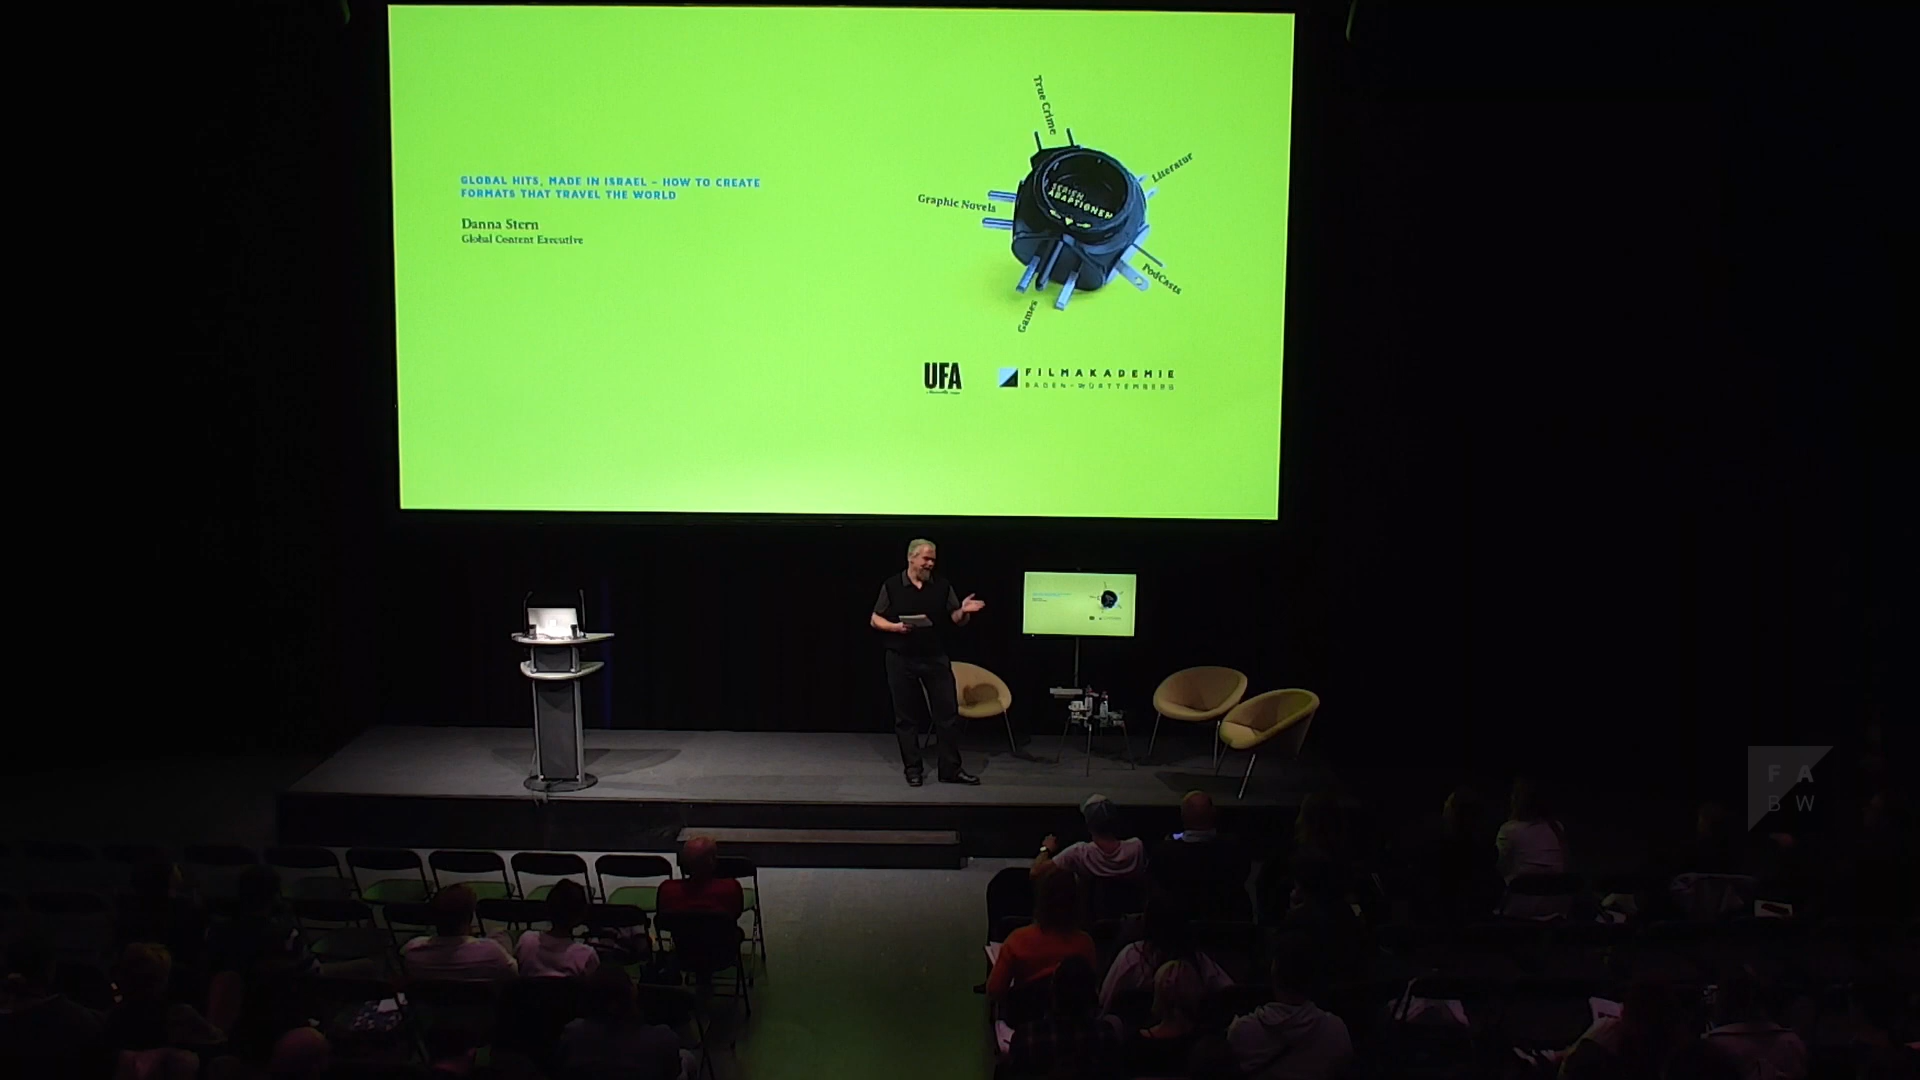 GLOBAL HITS, MADE IN ISRAEL – HOW TO CREATE
FORMATS THAT TRAVEL THE WORLD
Danna Stern
Global Content Executive
True Crime
Literatur
Graphic Novels
PodCasts
Games
ADAPTIONEN
UFA
FILMAKADEMIE
BADEN-WÜRTTEMBERG
F A
B W